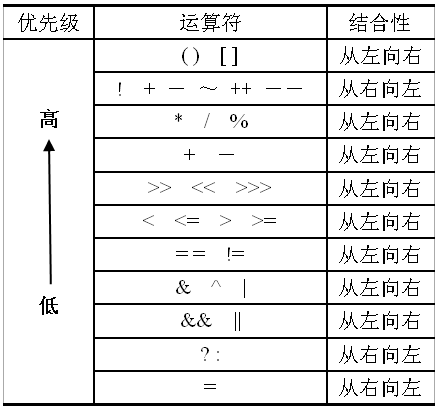 优先级 运算符 结合性
( ) [ ] 从左向右
! + － ～ ++ －－ 从右向左
高 * / % 从左向右
+ － 从左向右
>> << >>> 从左向右
< <= > >= 从左向右
== != 从左向右
低 & ^ | 从左向右
&& || 从左向右
? : 从右向左
= 从右向左